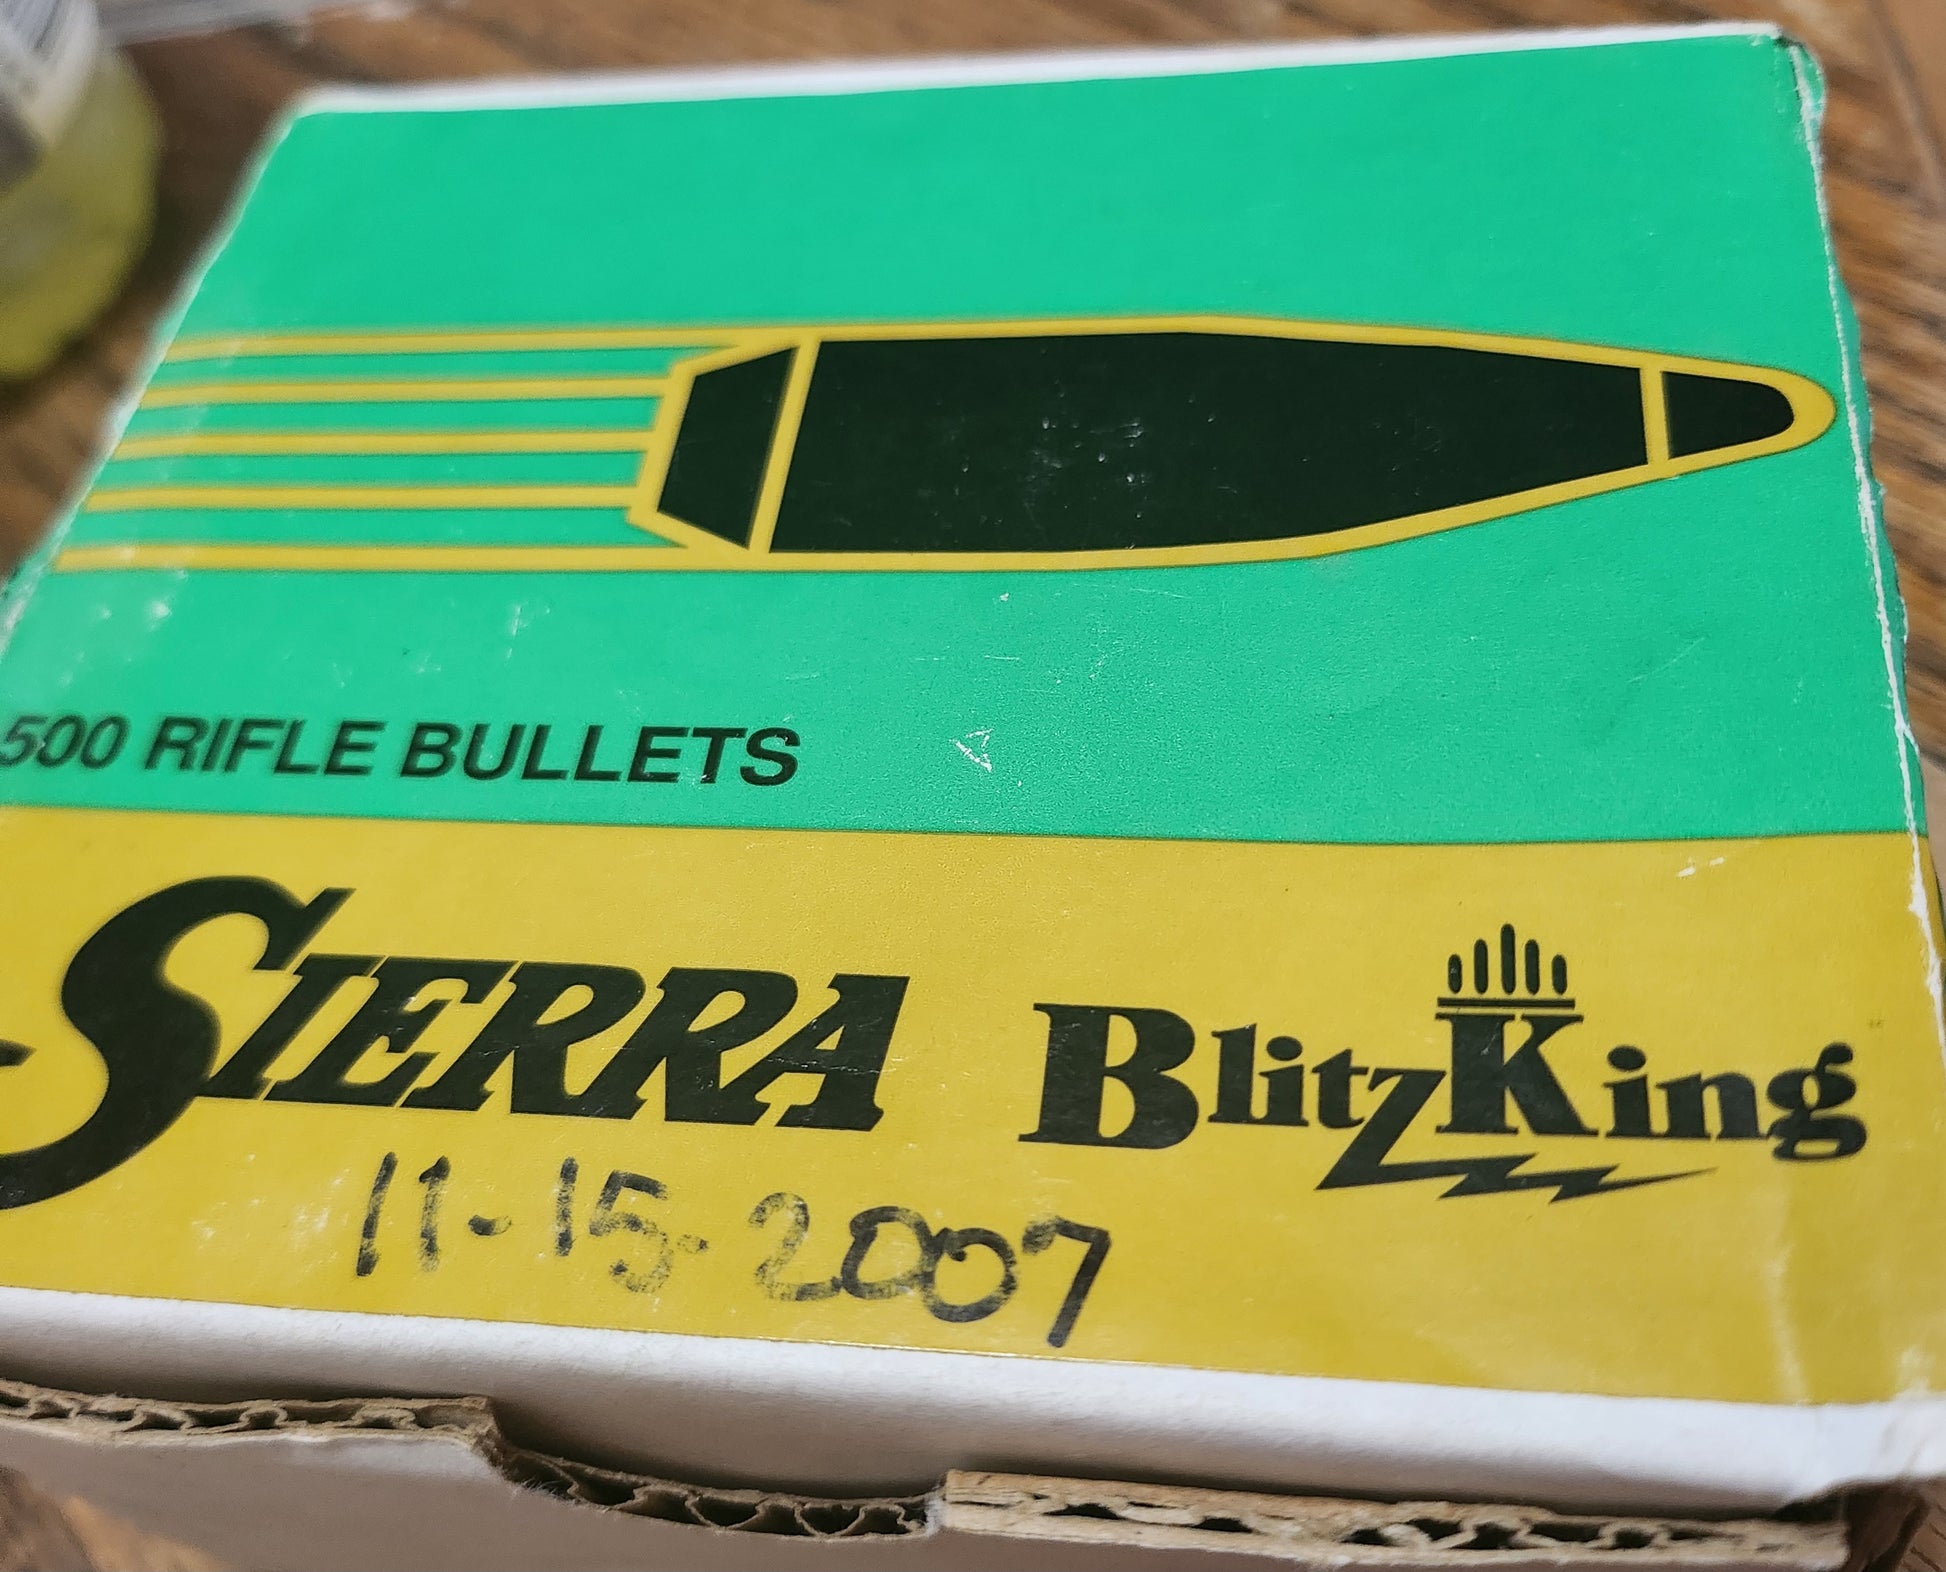 500 RIFLE BULLETS
SIERRA BlitzKing
11-15-2007